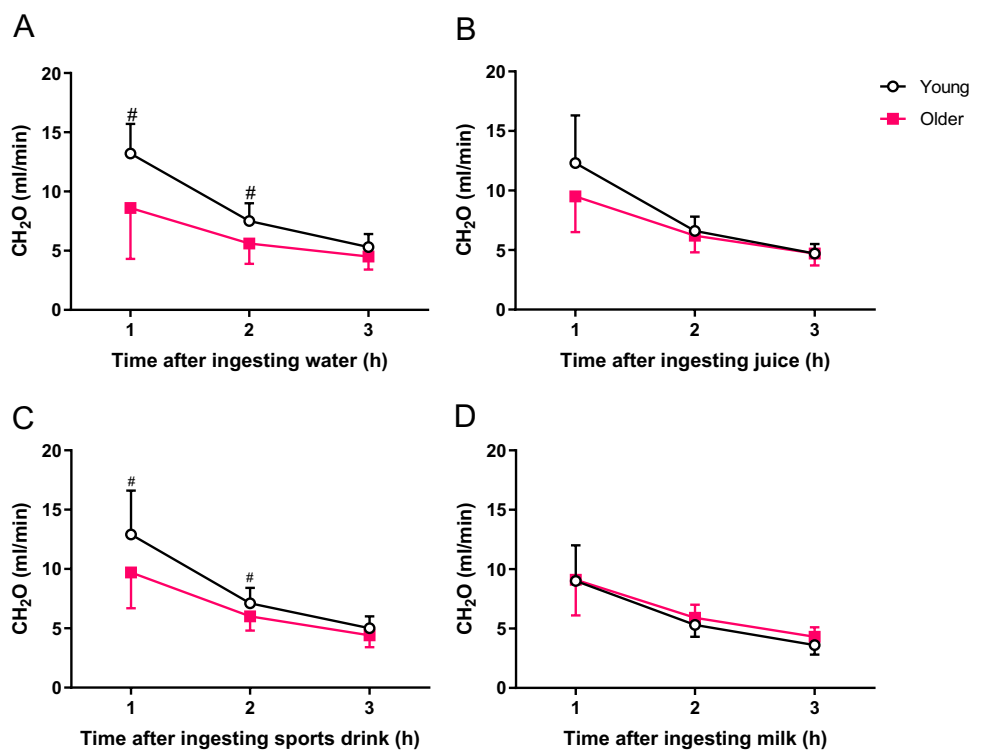 A
CH₂O (ml/min)
20
15
10
5
0
#
#
1 2 3
Time after ingesting water (h)
B
CH₂O (ml/min)
20
15
10
5
0
1 2 3
Time after ingesting juice (h)
Young
Older
C
CH₂O (ml/min)
20
15
10
5
0
#
#
1 2 3
Time after ingesting sports drink (h)
D
CH₂O (ml/min)
20
15
10
5
0
1 2 3
Time after ingesting milk (h)